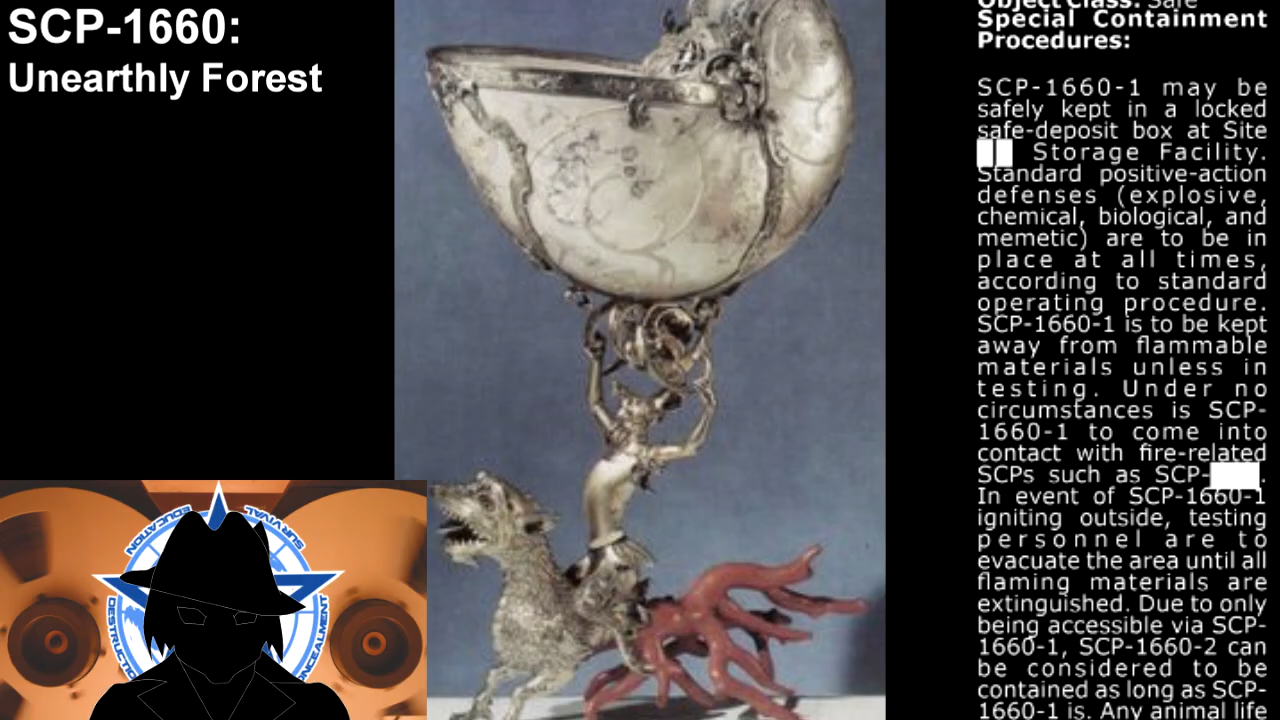 SCP-1660:
Unearthly Forest
Object Class: Safe
Special Containment
Procedures:
SCP-1660-1 may be
safely kept in a locked
safe-deposit box at Site
██ Storage Facility.
Standard positive-action
defenses (explosive,
chemical, biological, and
memetic) are to be in
place at all times,
according to standard
operating procedure.
SCP-1660-1 is to be kept
away from flammable
materials unless in
testing. Under no
circumstances is SCP-
1660-1 to come into
contact with fire-related
SCPs such as SCP-███.
In event of SCP-1660-1
igniting outside, testing
personnel are to
evacuate the area until all
flaming materials are
extinguished. Due to only
being accessible via SCP-
1660-1, SCP-1660-2 can
be considered to be
contained as long as SCP-
1660-1 is. Any animal life
EDUCATION
SURVIVAL